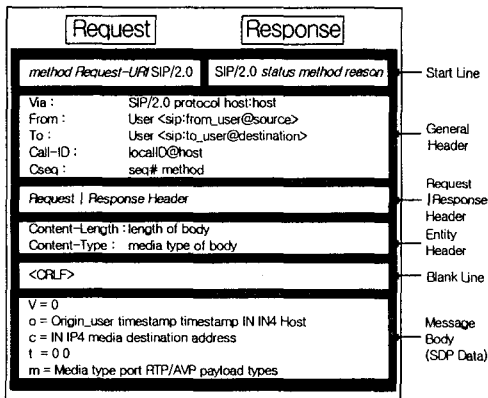 Request Response
method Request-URI SIP/2.0 SIP/2.0 status method reason Start Line
Via : SIP/2.0 protocol host:host
From : User <sip:from_user@source>
To : User <sip:to_user@destination>
Call-ID : localID@host
Cseq : seq# method
General
Header
Request | Response Header
Request
|Response
Header
Content-Length : length of body
Content-Type : media type of body
Entity
Header
<CRLF> Blank Line
V = 0
o = Origin_user timestamp timestamp IN IN4 Host
c = IN IP4 media destination address
t = 0 0
m = Media type port RTP/AVP payload types
Message
Body
(SDP Data)